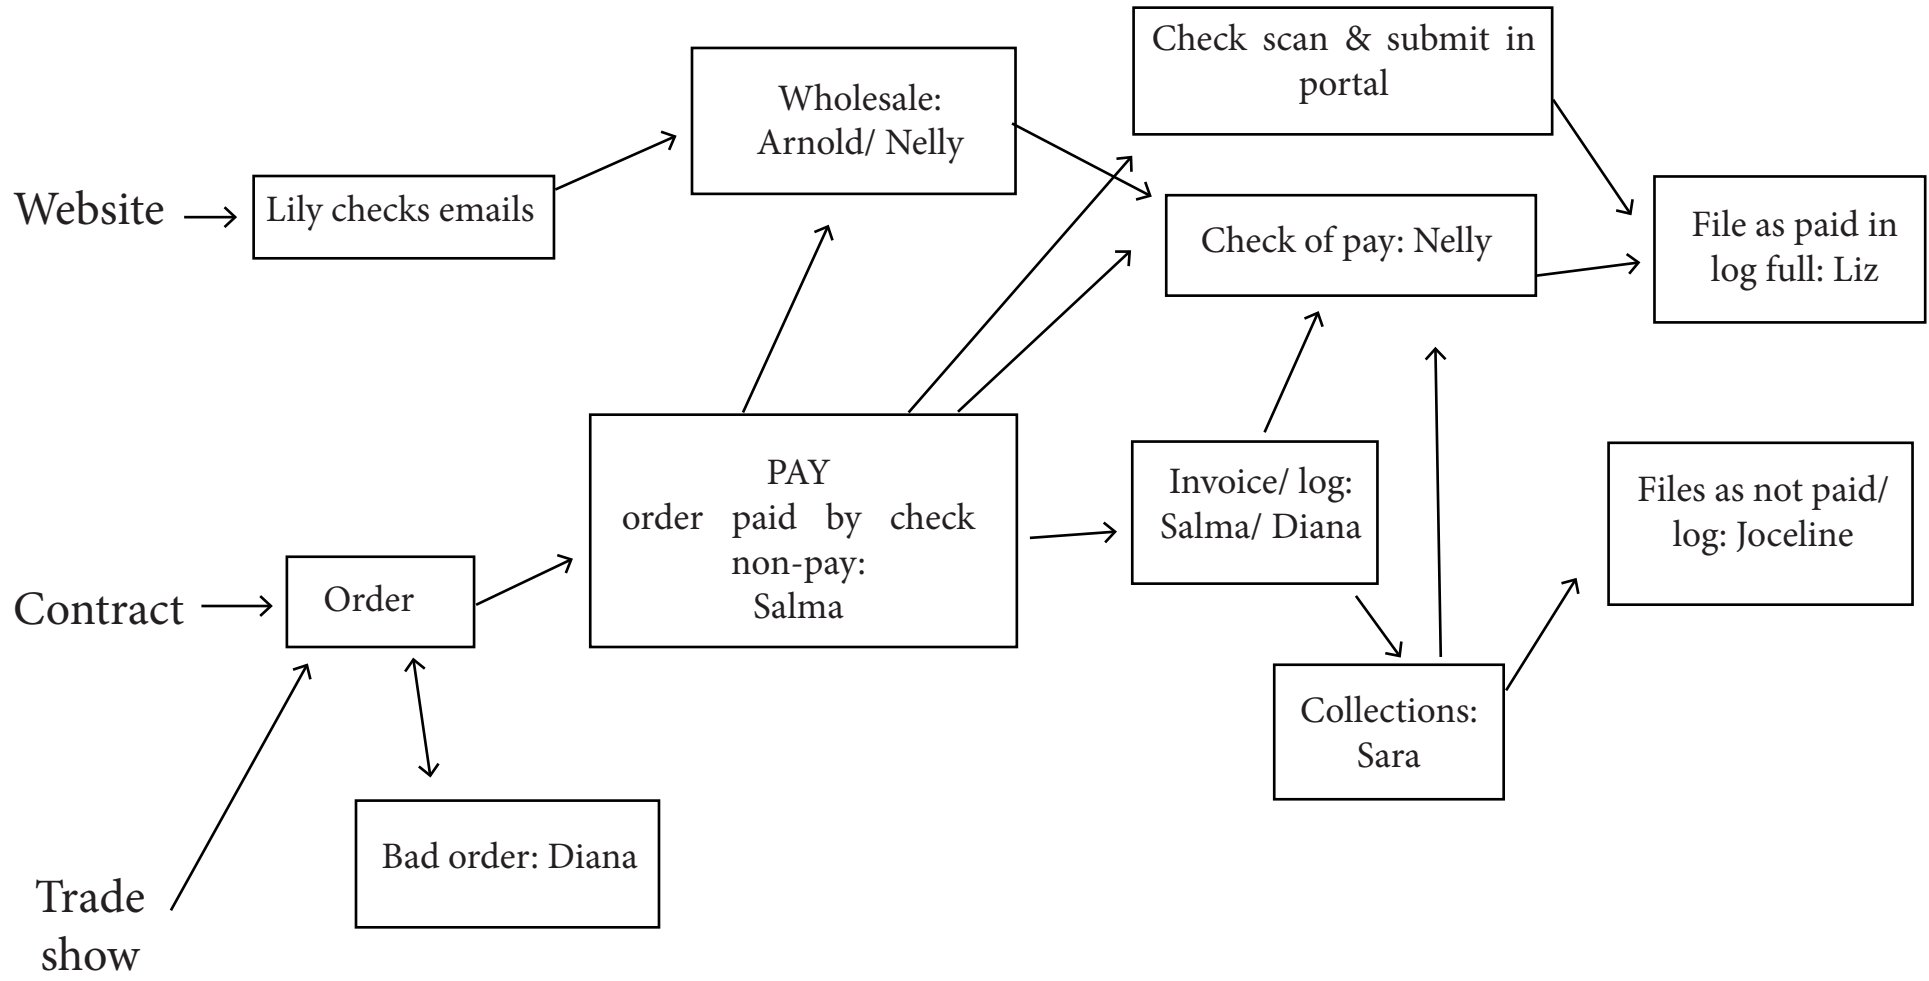 Website
Lily checks emails
Wholesale:
Arnold/ Nelly
Check scan & submit in
portal
Check of pay: Nelly
File as paid in
log full: Liz
Contract
Order
PAY
order paid by check
non-pay:
Salma
Invoice/ log:
Salma/ Diana
Files as not paid/
log: Joceline
Collections:
Sara
Bad order: Diana
Trade
show